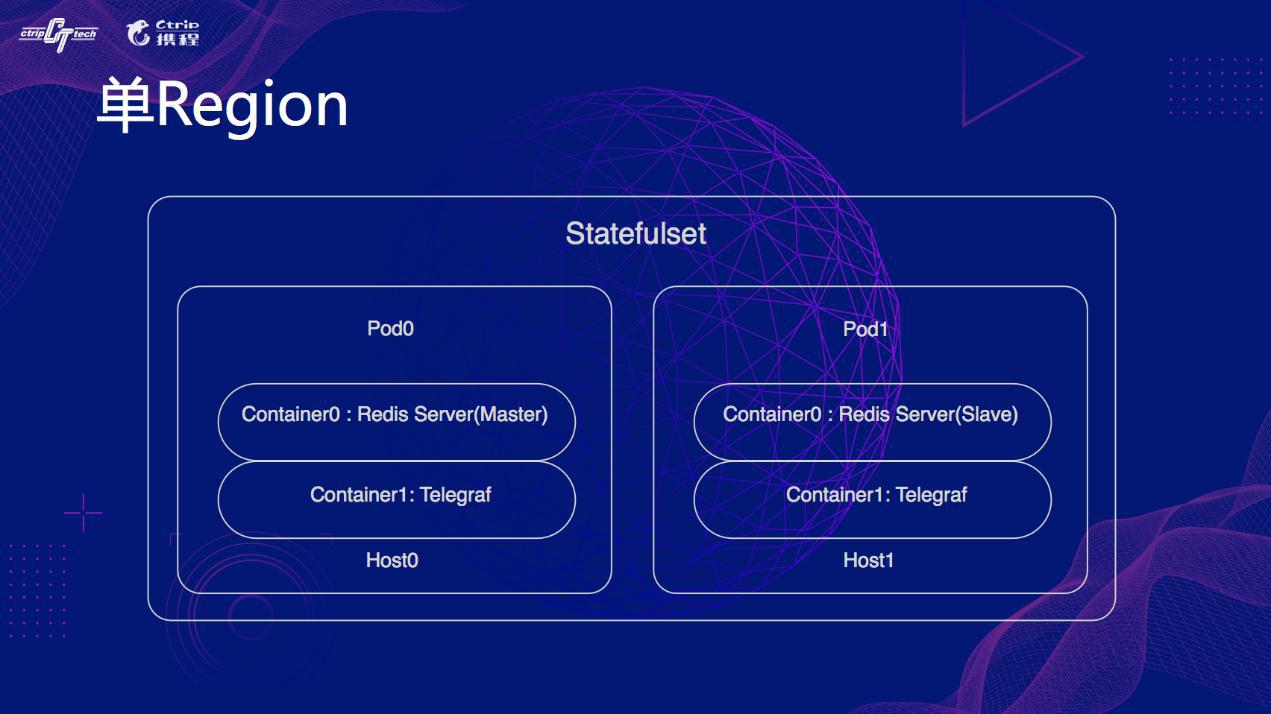 ctrip tech
Ctrip
携程
单Region
Statefulset
Pod0
Container0 : Redis Server(Master)
Container1: Telegraf
Host0
Pod1
Container0 : Redis Server(Slave)
Container1: Telegraf
Host1